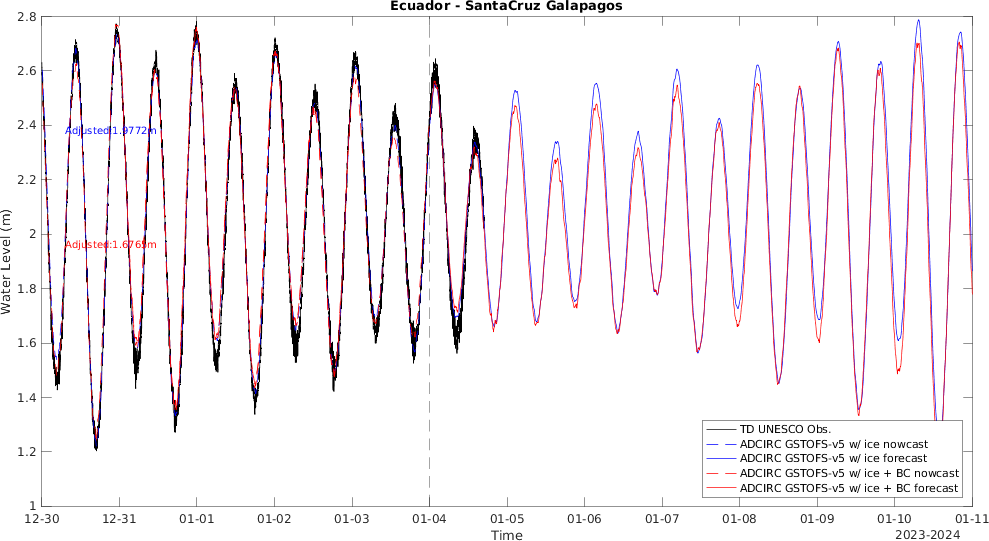 Ecuador - SantaCruz Galapagos
2.8
2.6
2.4
2.2
2
1.8
1.6
1.4
1.2
1
Water Level (m)
Adjusted:1.9772m
Adjusted:1.6765m
TD UNESCO Obs.
ADCIRC GSTOFS-v5 w/ ice nowcast
ADCIRC GSTOFS-v5 w/ ice forecast
ADCIRC GSTOFS-v5 w/ ice + BC nowcast
ADCIRC GSTOFS-v5 w/ ice + BC forecast
12-30 12-31 01-01 01-02 01-03 01-04 01-05 01-06 01-07 01-08 01-09 01-10 01-11
Time
2023-2024